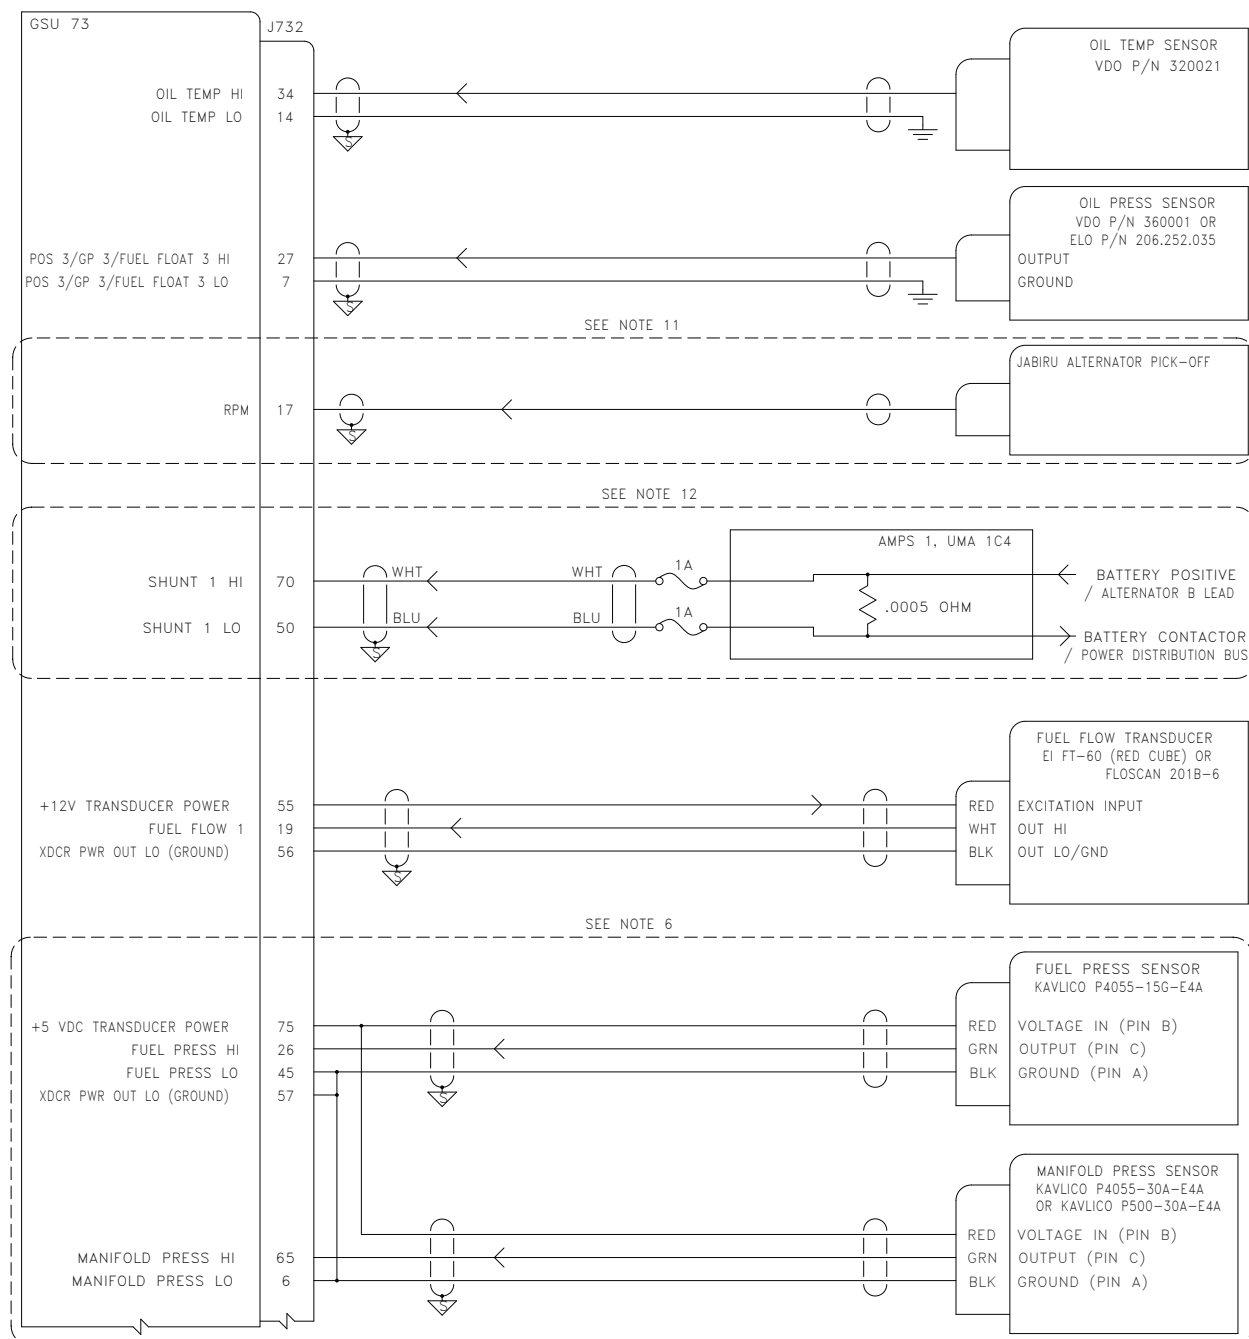 GSU 73
J732
OIL TEMP SENSOR
VDO P/N 320021
OIL TEMP HI 34
OIL TEMP LO 14
S
OIL PRESS SENSOR
VDO P/N 360001 OR
ELO P/N 206.252.035
POS 3/GP 3/FUEL FLOAT 3 HI 27 OUTPUT
POS 3/GP 3/FUEL FLOAT 3 LO 7 GROUND
S
SEE NOTE 11
JABIRU ALTERNATOR PICK-OFF
RPM 17
S
SEE NOTE 12
AMPS 1, UMA 1C4
SHUNT 1 HI 70 WHT WHT 1A BATTERY POSITIVE
/ ALTERNATOR B LEAD
.0005 OHM
SHUNT 1 LO 50 BLU BLU 1A BATTERY CONTACTOR
/ POWER DISTRIBUTION BUS
S
FUEL FLOW TRANSDUCER
EI FT-60 (RED CUBE) OR
FLOSCAN 201B-6
+12V TRANSDUCER POWER 55 RED EXCITATION INPUT
FUEL FLOW 1 19 WHT OUT HI
XDCR PWR OUT LO (GROUND) 56 BLK OUT LO/GND
S
SEE NOTE 6
FUEL PRESS SENSOR
KAVLICO P4055-15G-E4A
+5 VDC TRANSDUCER POWER 75 RED VOLTAGE IN (PIN B)
FUEL PRESS HI 26 GRN OUTPUT (PIN C)
FUEL PRESS LO 45 BLK GROUND (PIN A)
XDCR PWR OUT LO (GROUND) 57
S
MANIFOLD PRESS SENSOR
KAVLICO P4055-30A-E4A
OR KAVLICO P500-30A-E4A
RED VOLTAGE IN (PIN B)
MANIFOLD PRESS HI 65 GRN OUTPUT (PIN C)
MANIFOLD PRESS LO 6 BLK GROUND (PIN A)
S